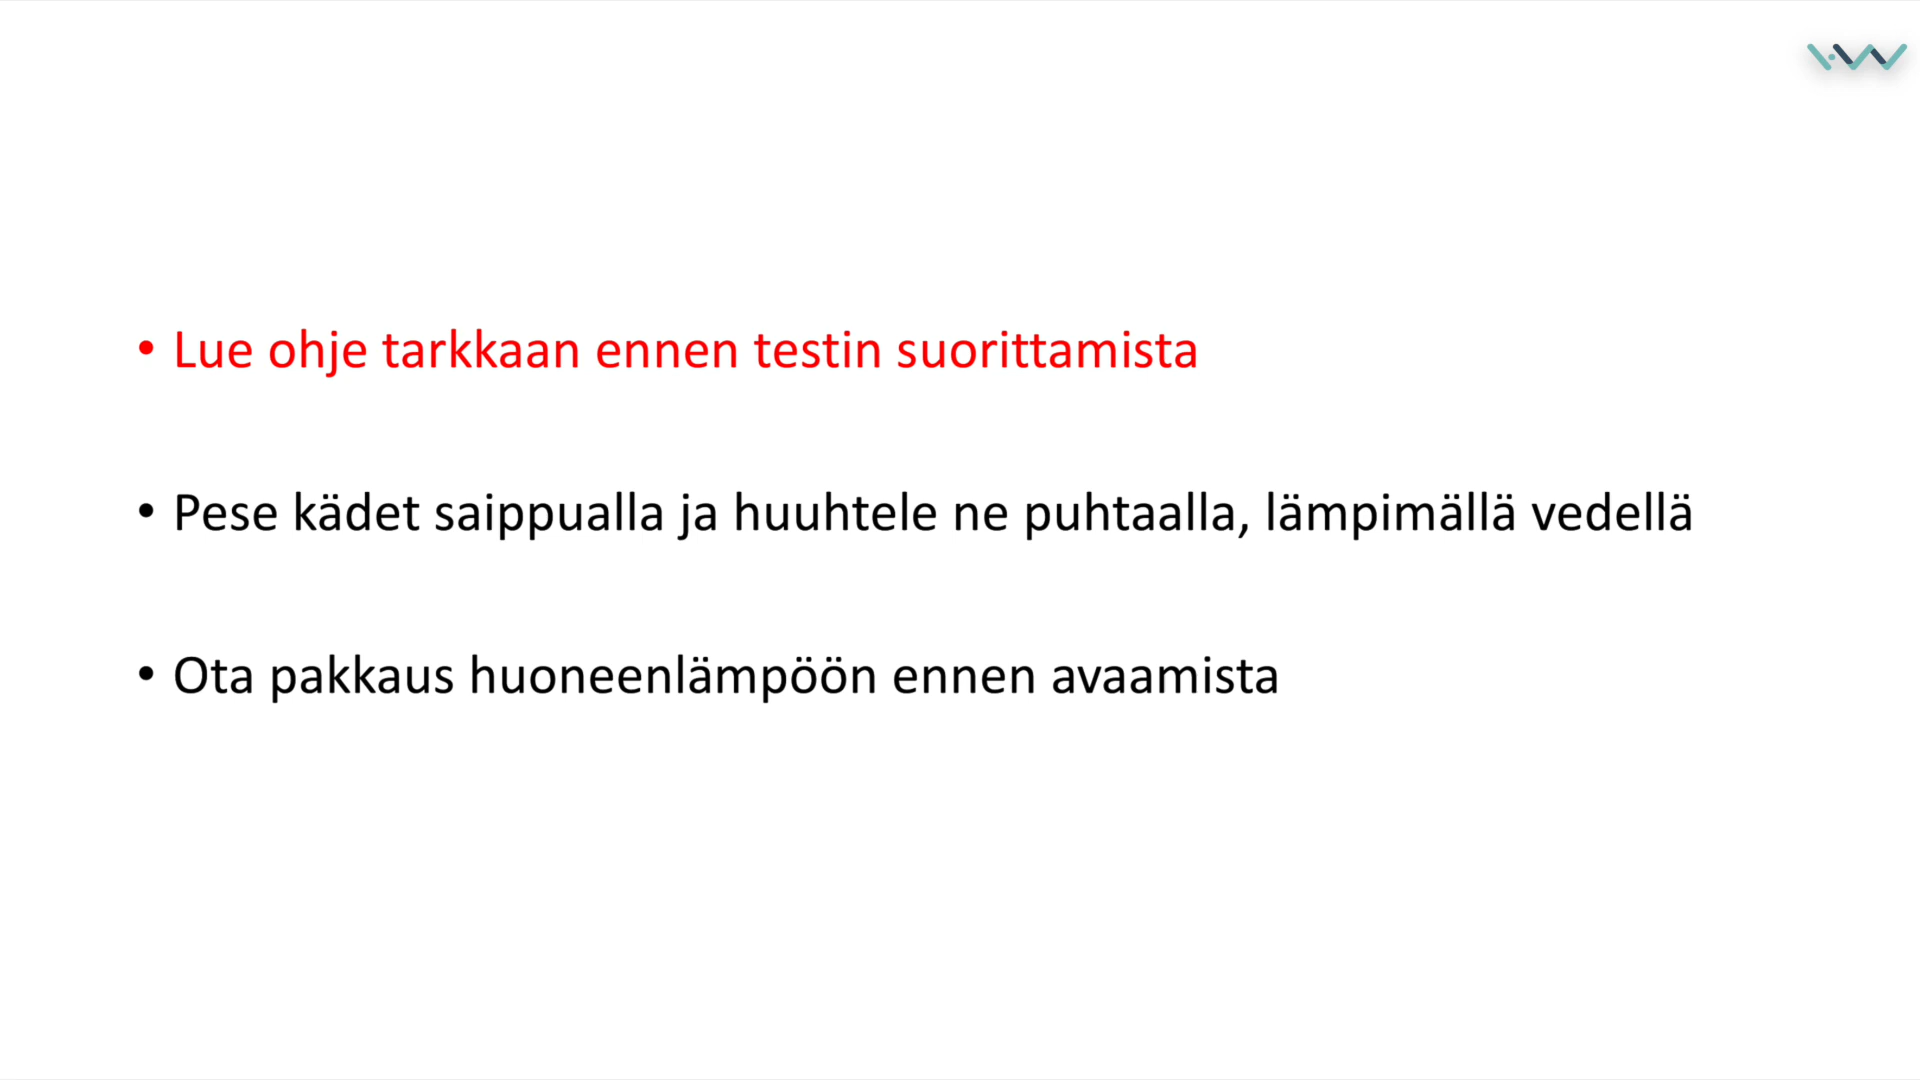 • Lue ohje tarkkaan ennen testin suorittamista
• Pese kädet saippualla ja huuhtele ne puhtaalla, lämpimällä vedellä
• Ota pakkaus huoneenlämpöön ennen avaamista